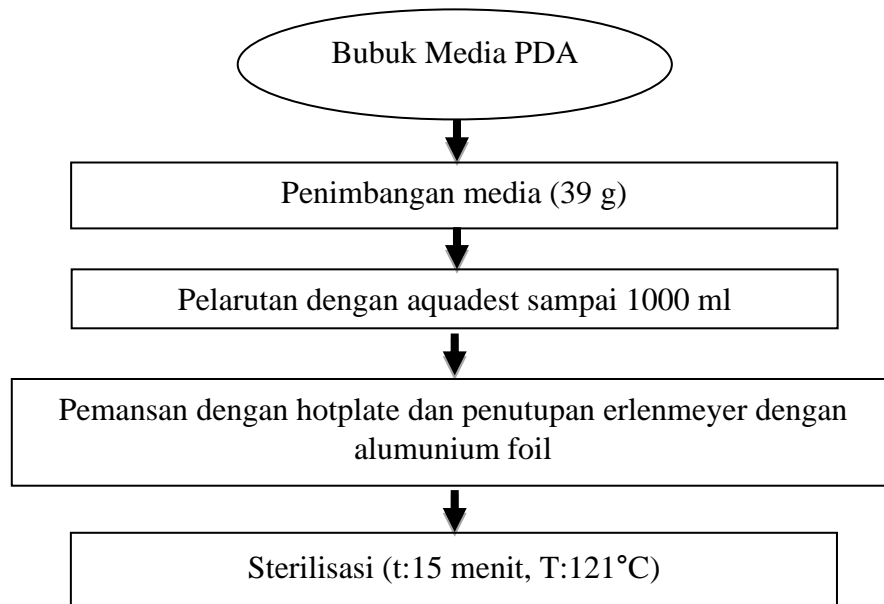 Bubuk Media PDA
Penimbangan media (39 g)
Pelarutan dengan aquadest sampai 1000 ml
Pemansan dengan hotplate dan penutupan erlenmeyer dengan
alumunium foil
Sterilisasi (t:15 menit, T:121°C)